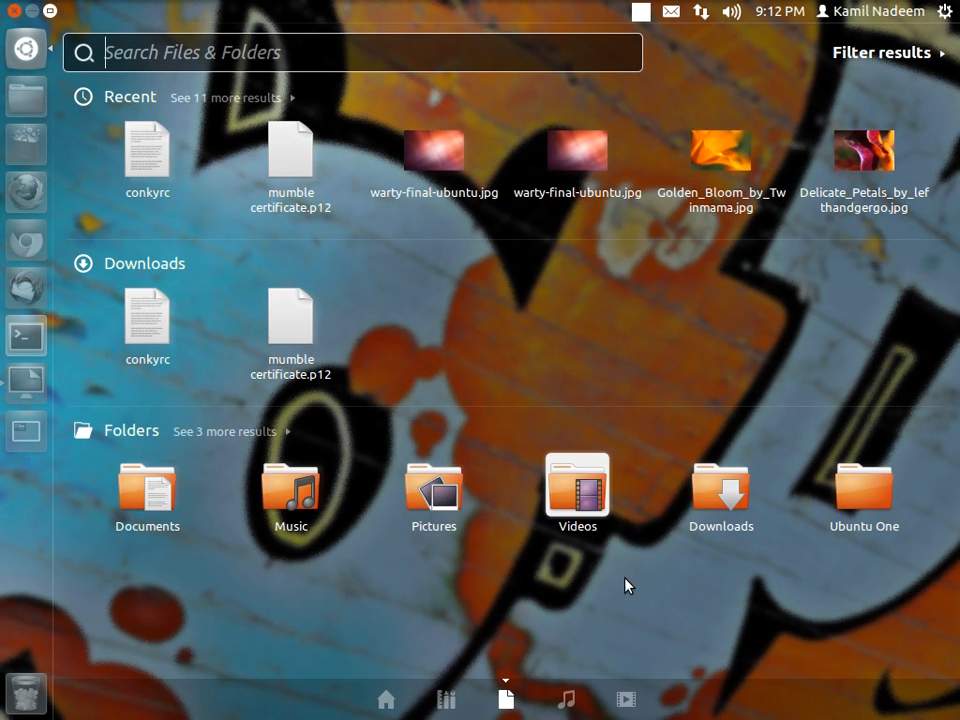 9:12 PM Kamil Nadeem
Search Files & Folders
Filter results
Recent See 11 more results
conkyrc
mumble
certificate.p12
warty-final-ubuntu.jpg
warty-final-ubuntu.jpg
Golden_Bloom_by_Tw
inmama.jpg
Delicate_Petals_by_lef
thandgergo.jpg
Downloads
conkyrc
mumble
certificate.p12
Folders See 3 more results
Documents
Music
Pictures
Videos
Downloads
Ubuntu One